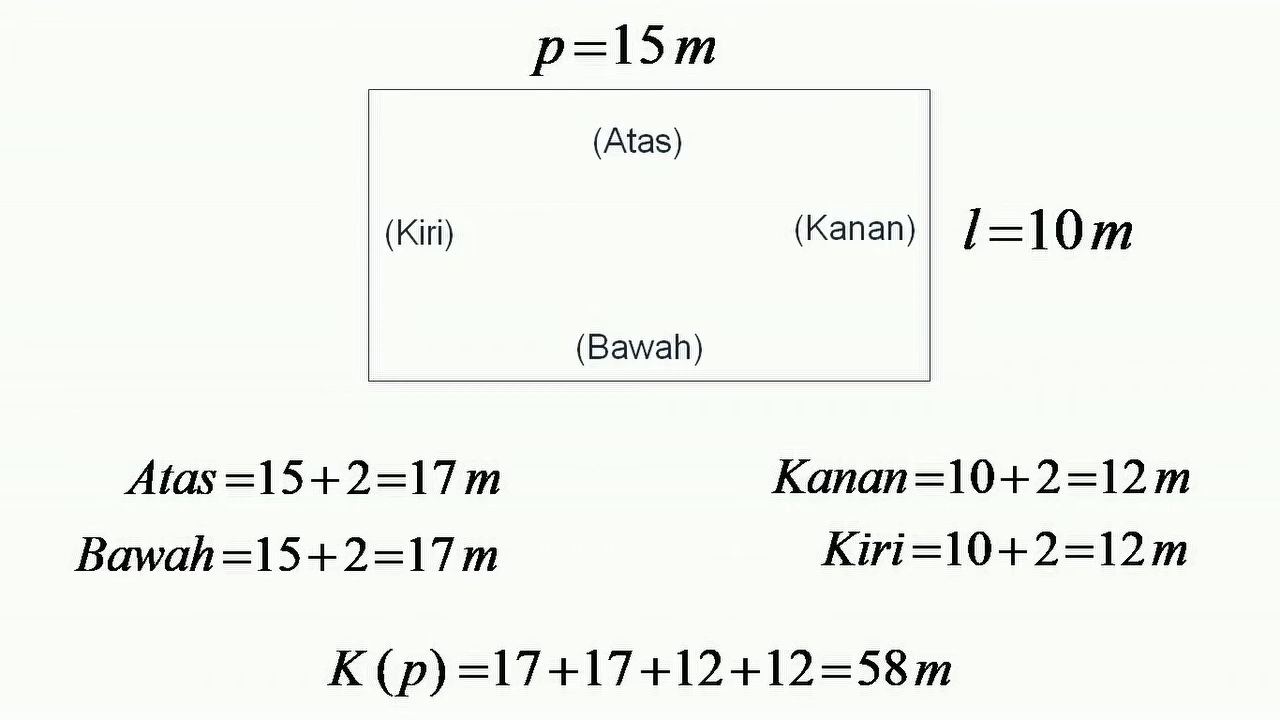 p=15 m
(Atas)
(Kiri)
(Kanan)
l=10 m
(Bawah)
Atas=15+2=17 m
Kanan=10+2=12 m
Bawah=15+2=17 m
Kiri=10+2=12 m
K (p) =17+17+12+12=58 m